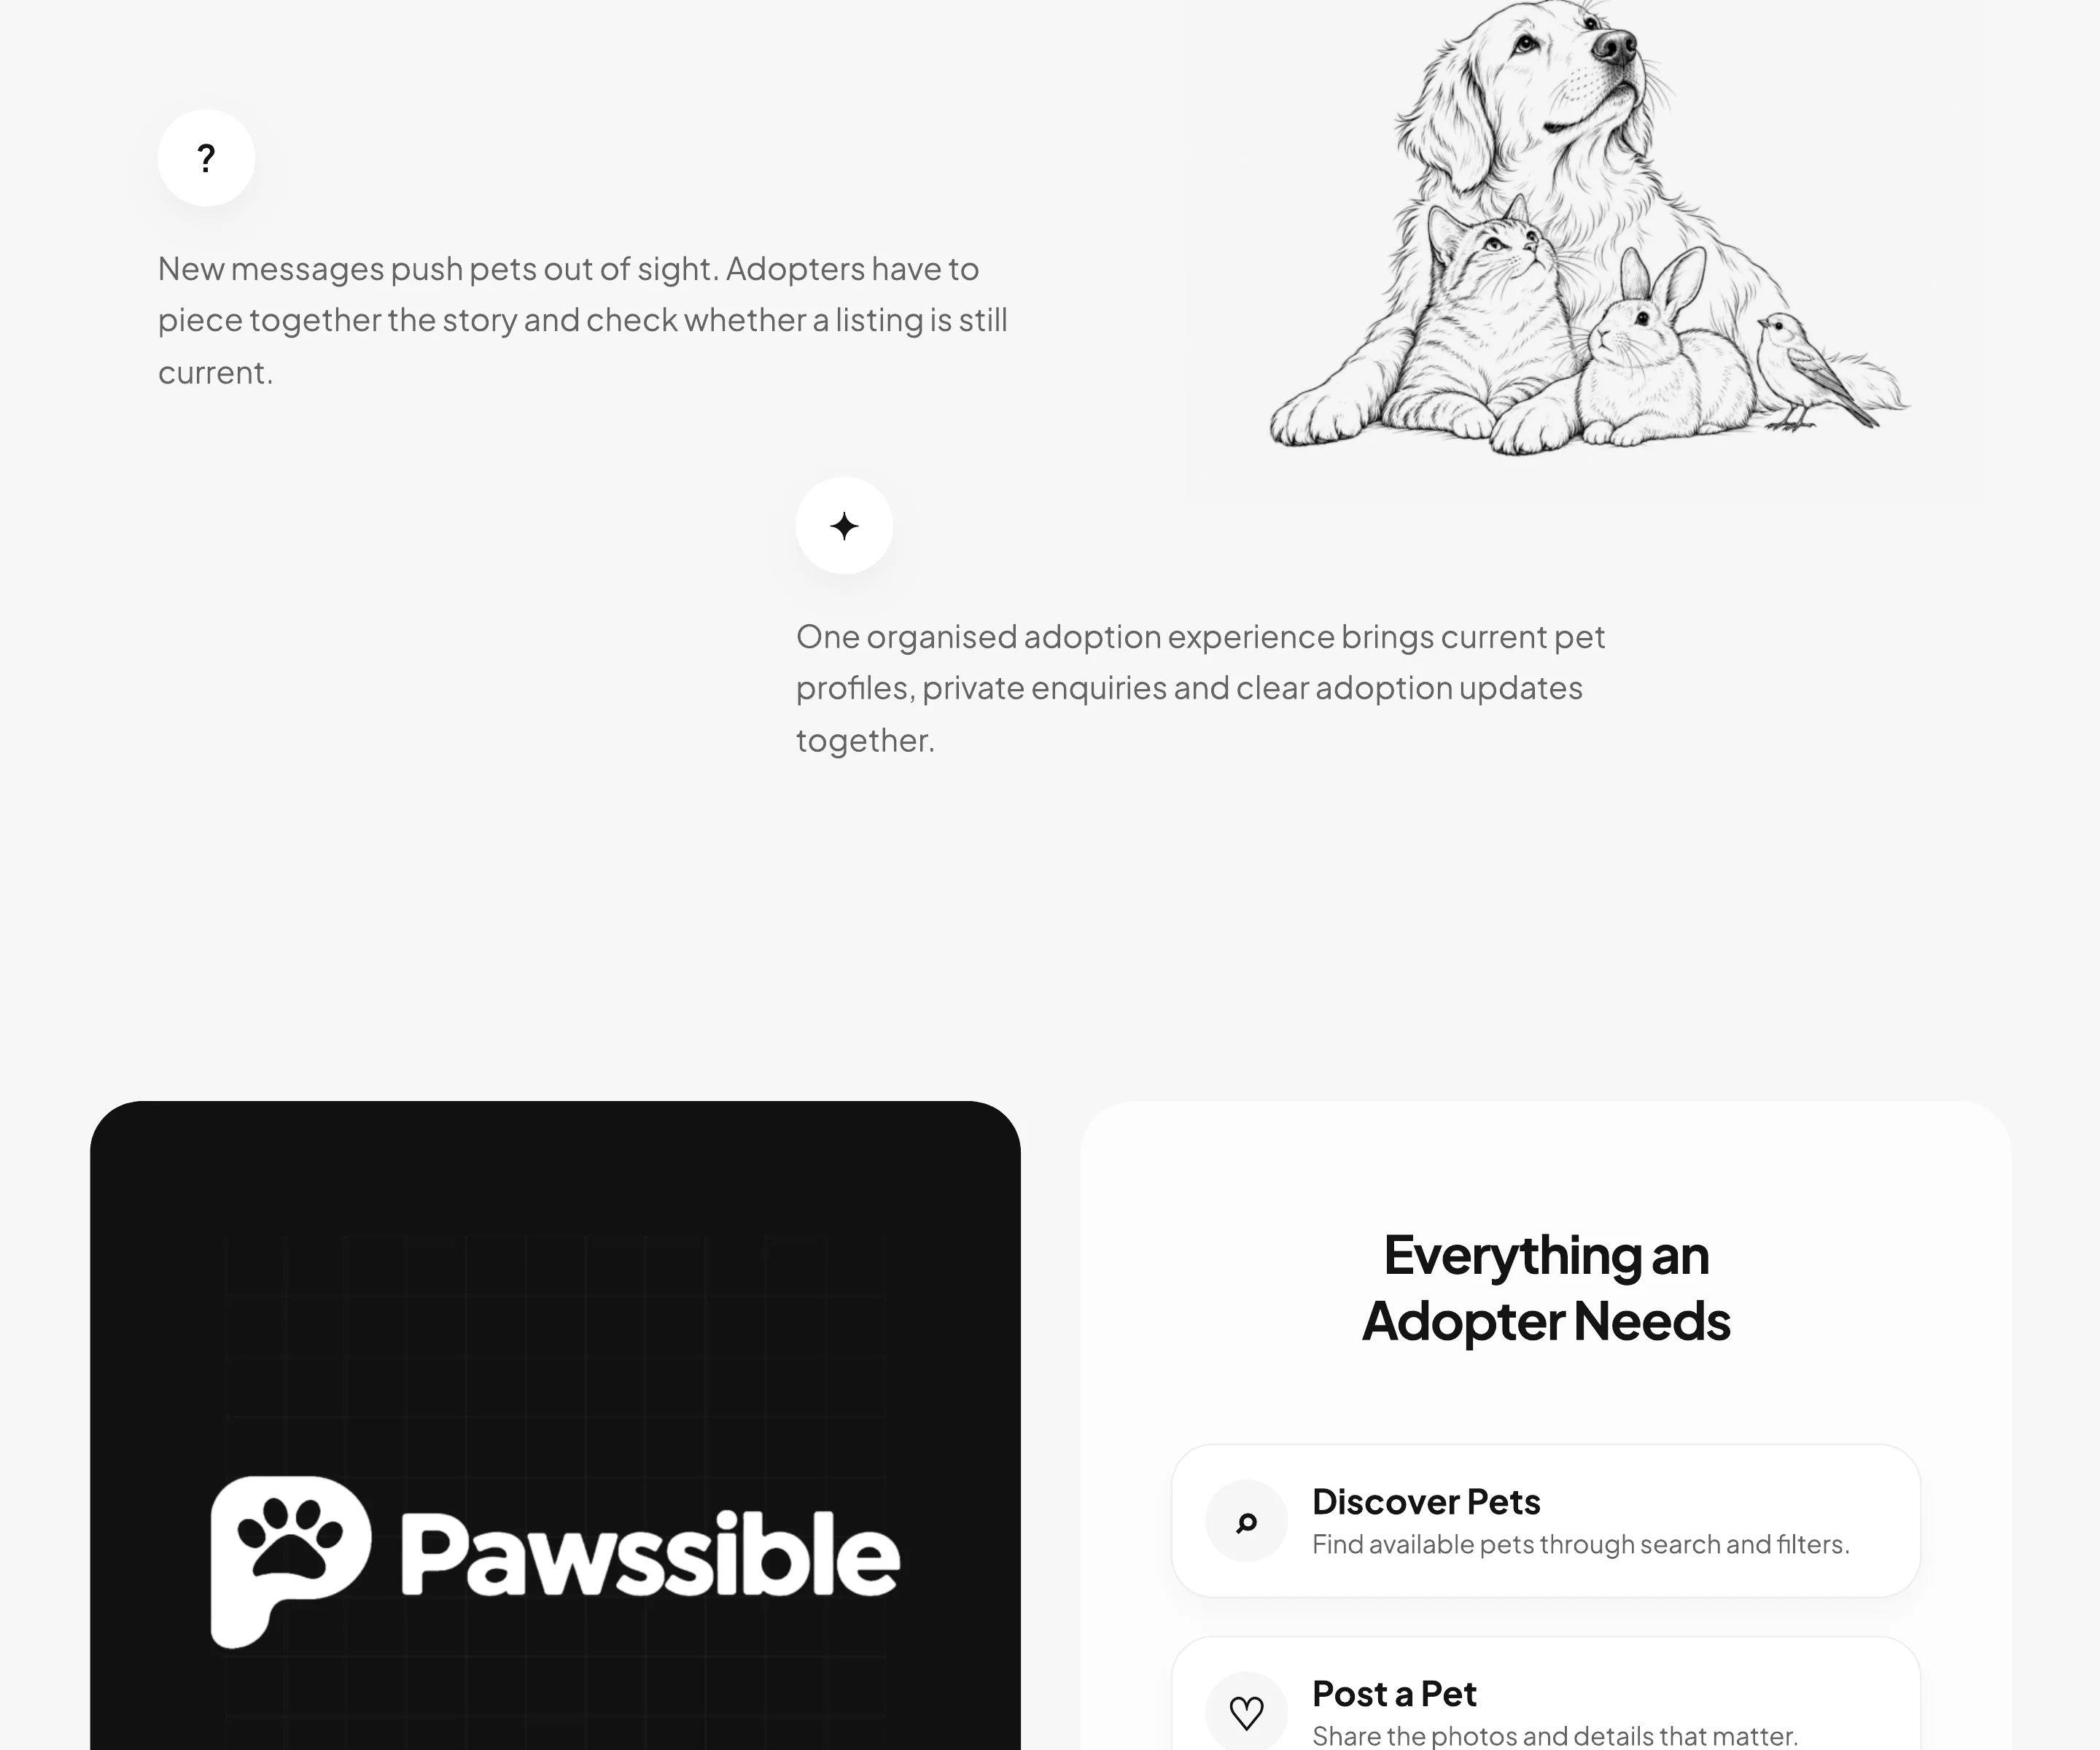 ?
New messages push pets out of sight. Adopters have to
piece together the story and check whether a listing is still
current.
One organised adoption experience brings current pet
profiles, private enquiries and clear adoption updates
together.
Pawssible
Everything an
Adopter Needs
Discover Pets
Find available pets through search and filters.
Post a Pet
Share the photos and details that matter.